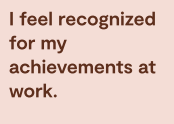 I feel recognized
for my
achievements at
work.